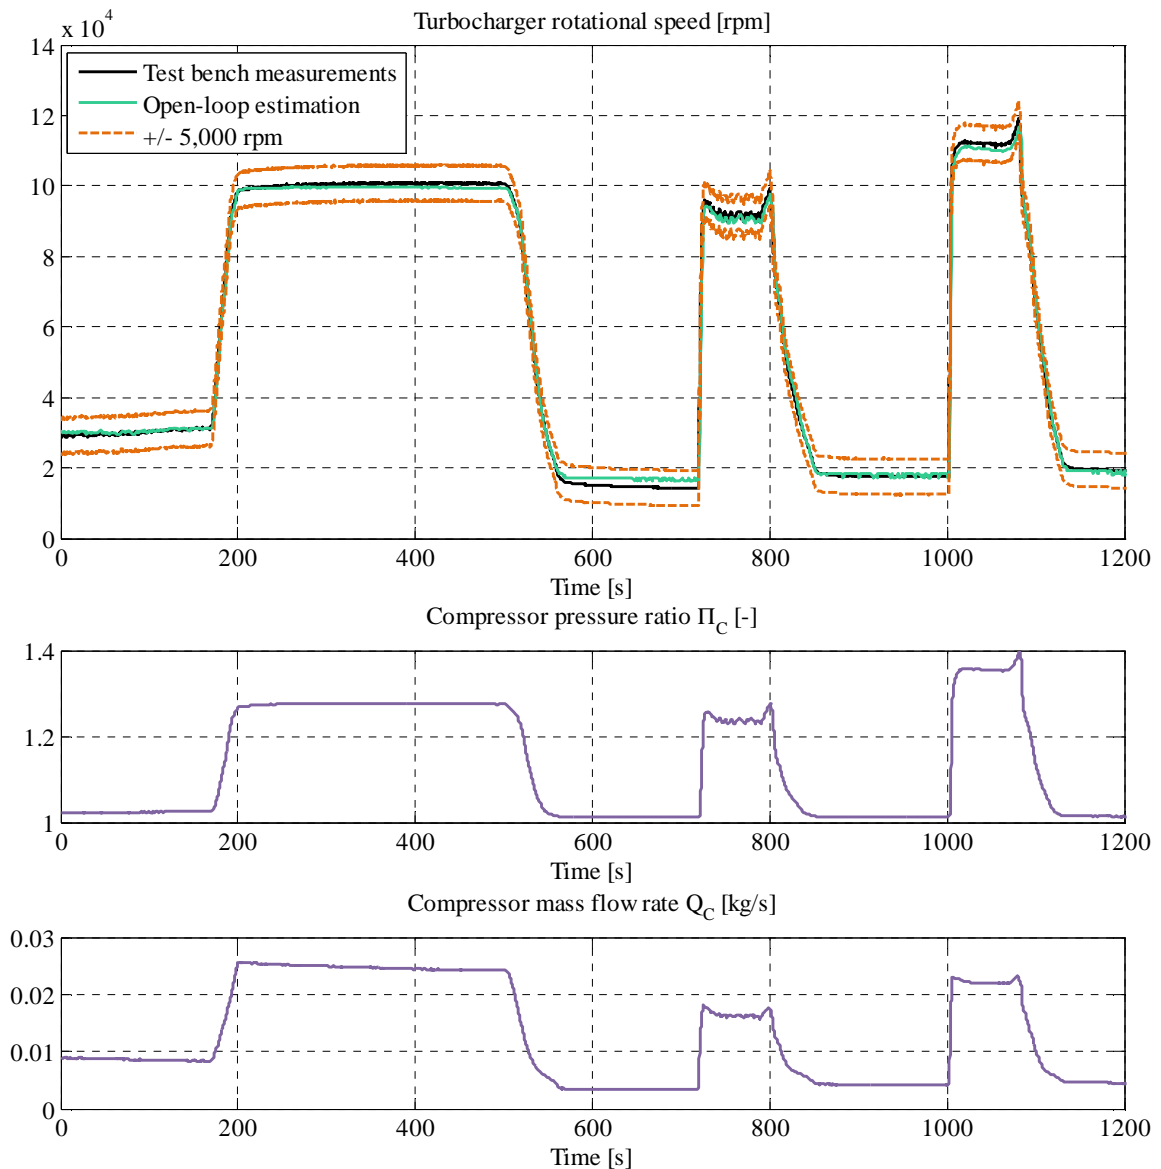 Turbocharger rotational speed [rpm]
x 10^4
14
12
10
8
6
4
2
0
Test bench measurements
Open-loop estimation
+/- 5,000 rpm
0 200 400 600 800 1000 1200
Time [s]
Compressor pressure ratio Π_C [-]
1.4
1.2
1
0 200 400 600 800 1000 1200
Time [s]
Compressor mass flow rate Q_C [kg/s]
0.03
0.02
0.01
0
0 200 400 600 800 1000 1200
Time [s]